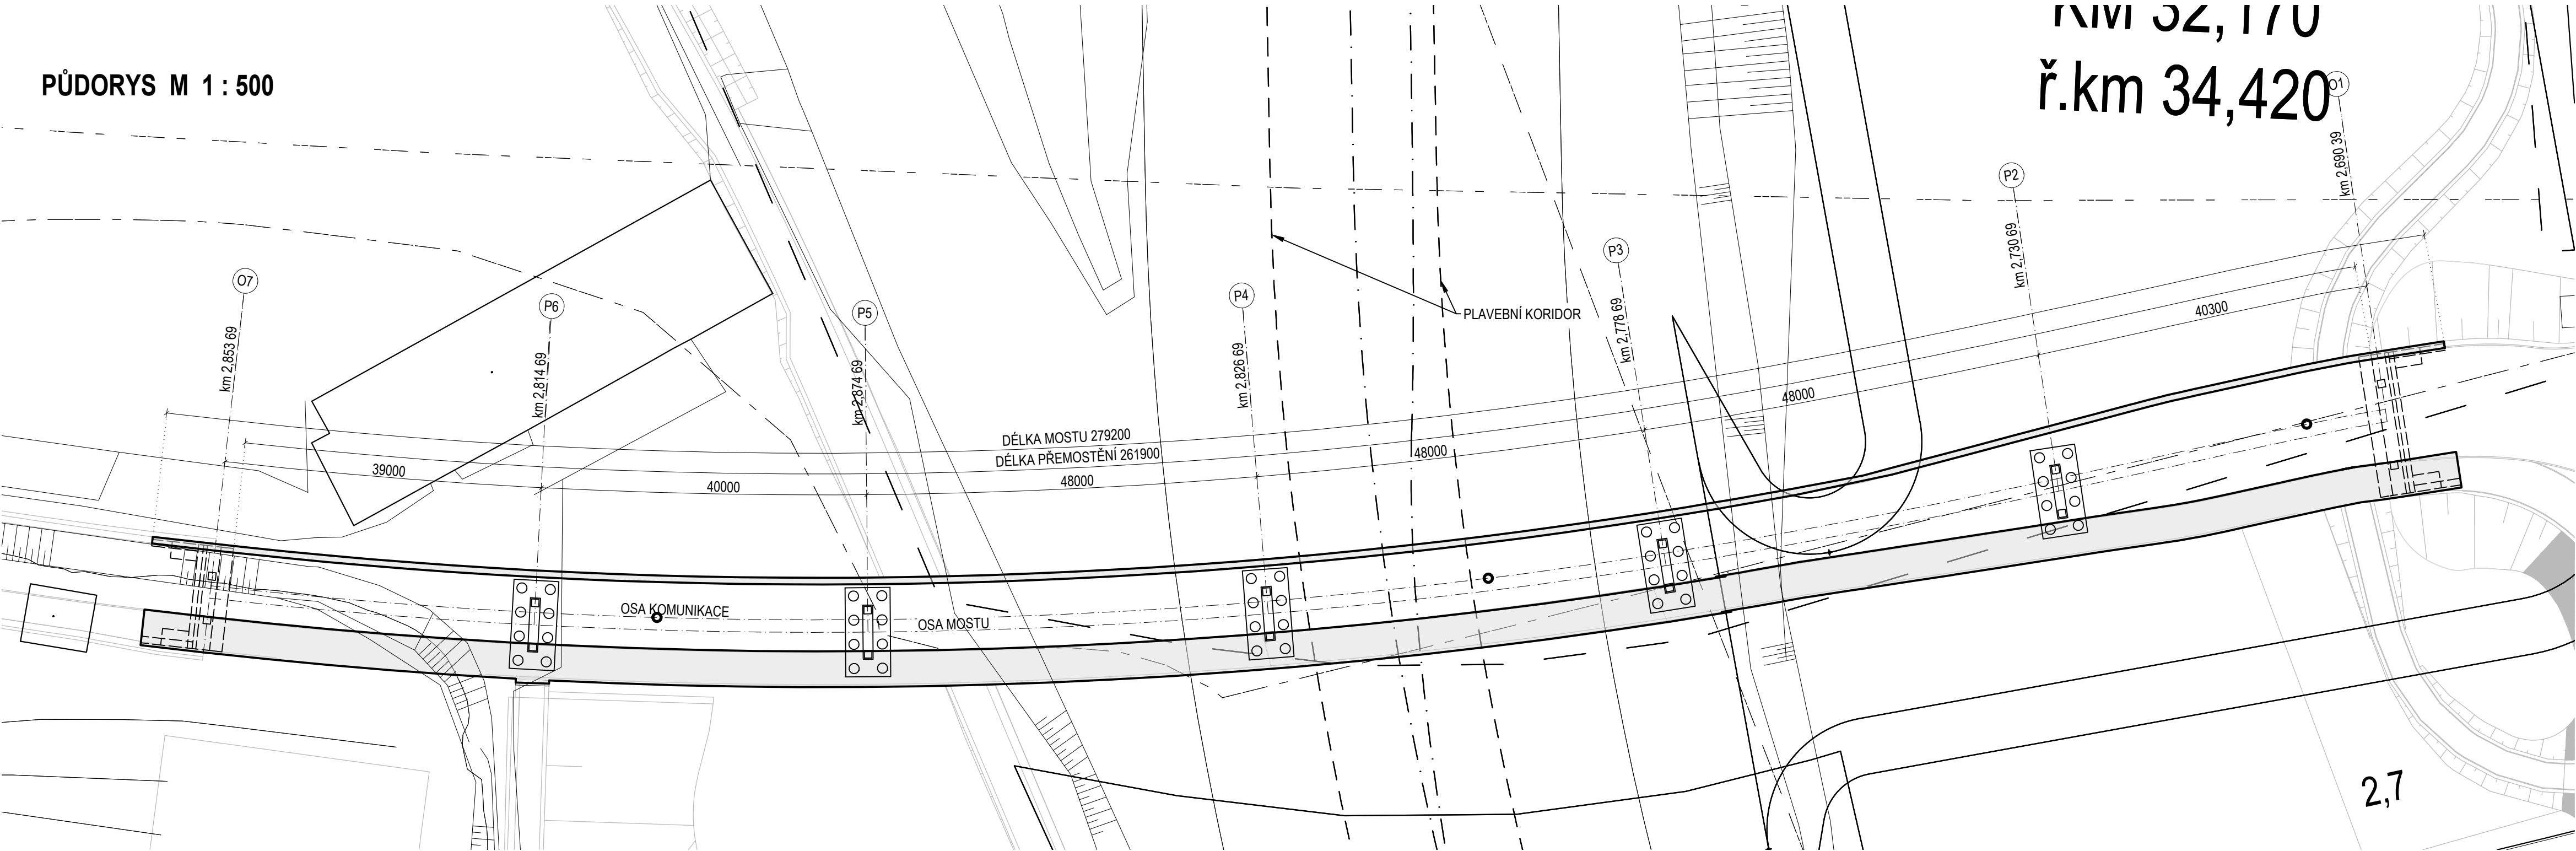 KM 32,170
PŮDORYS M 1 : 500
ř.km 34,420
O1
km 2,690 39
P2
km 2,730 69
P3
km 2,778 69
O7
km 2,853 69
P6
km 2,814 69
P5
km 2,874 69
P4
km 2,826 69
PLAVEBNÍ KORIDOR
40300
48000
DÉLKA MOSTU 279200
DÉLKA PŘEMOSTĚNÍ 261900
48000
39000
40000
48000
OSA KOMUNIKACE
OSA MOSTU
2,7